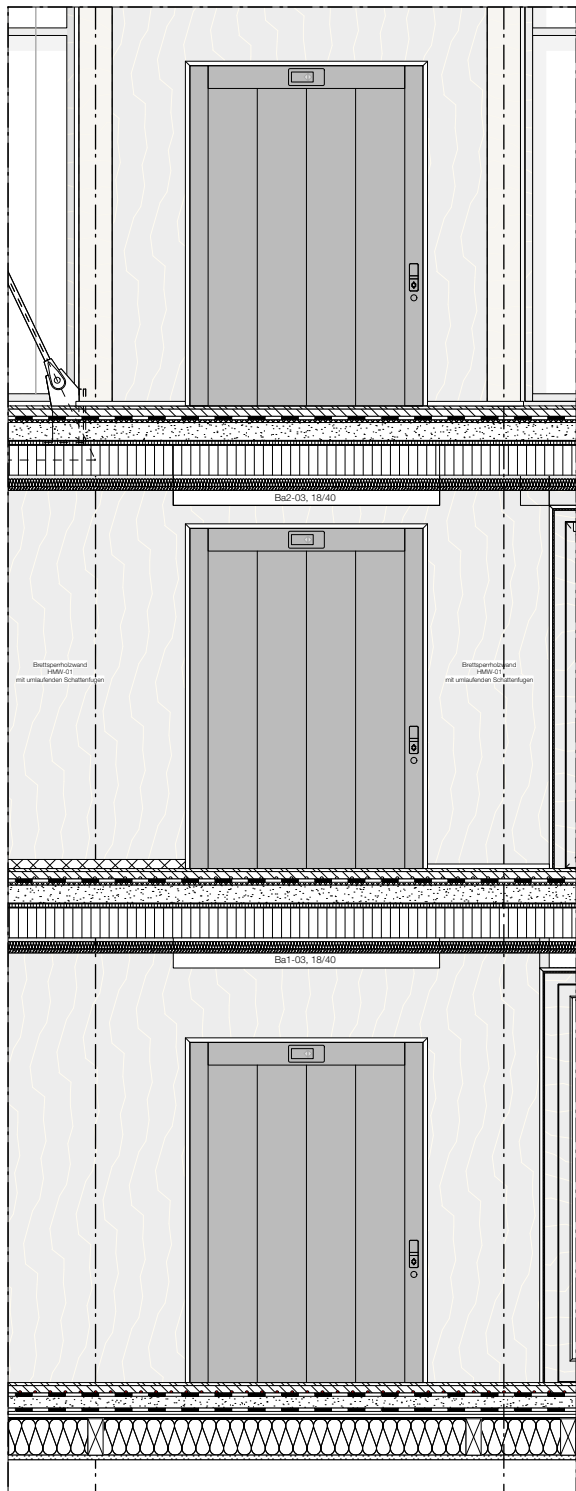 Ba2-03, 18/40
Brettsperrholzwand
HMW-01
mit umlaufenden Schattenfugen
Brettsperrholzwand
HMW-01
mit umlaufenden Schattenfugen
Ba1-03, 18/40